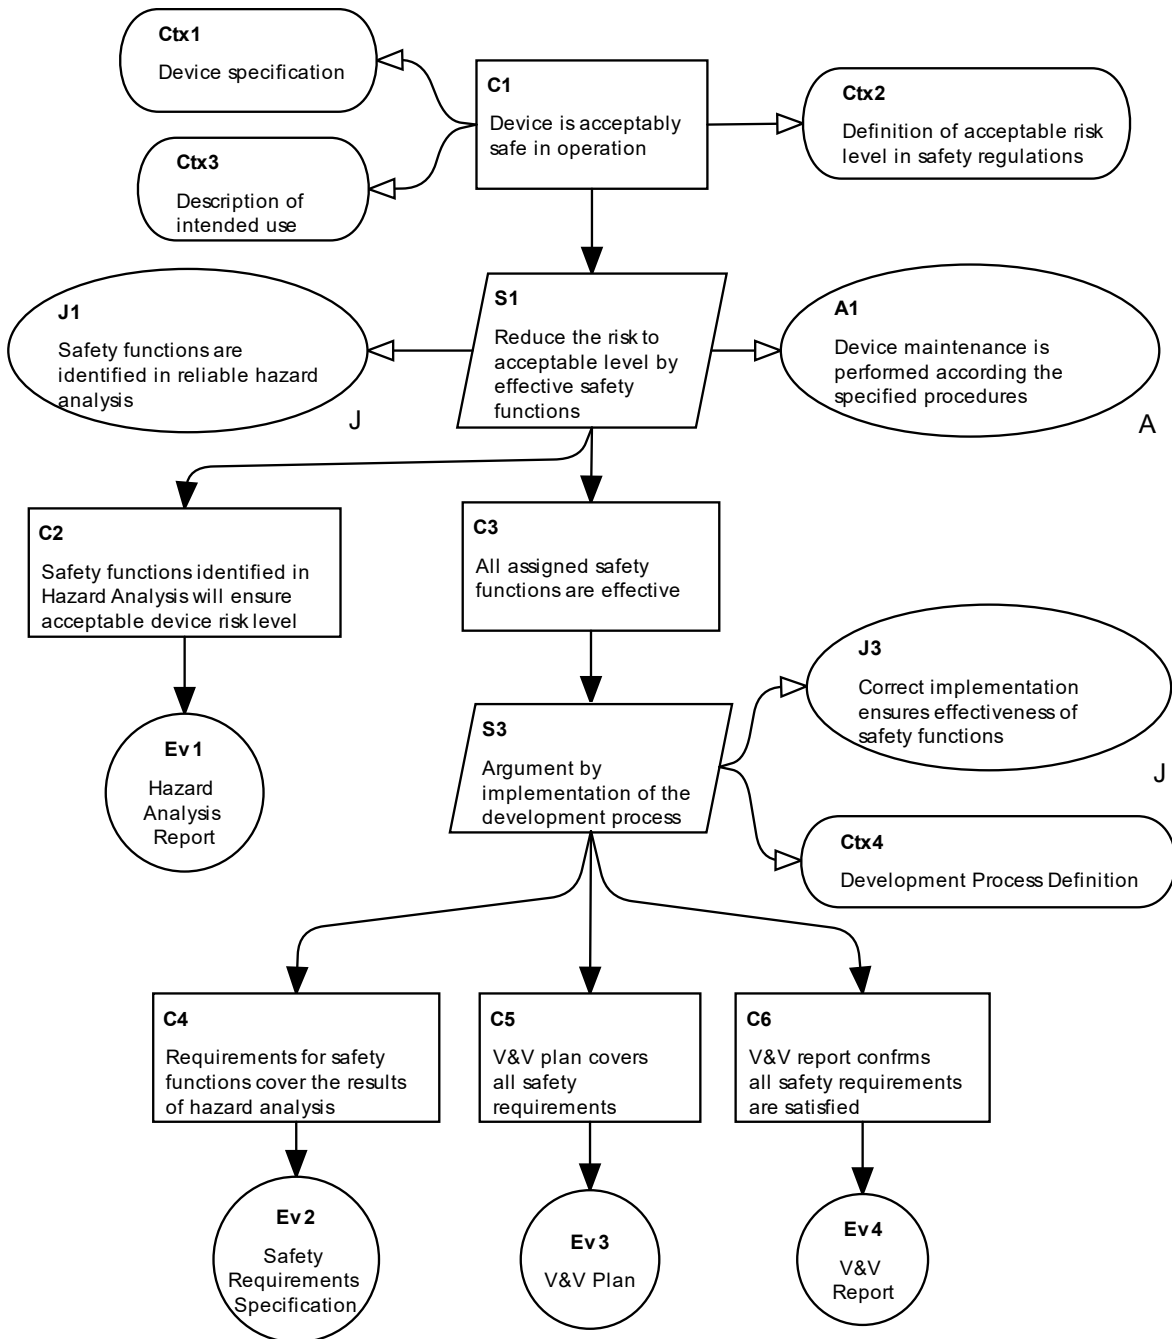 Ctx1
Device specification
C1
Device is acceptably
safe in operation
Ctx2
Definition of acceptable risk
level in safety regulations
Ctx3
Description of
intended use
J1
Safety functions are
identified in reliable hazard
analysis
J
S1
Reduce the risk to
acceptable level by
effective safety
functions
A1
Device maintenance is
performed according the
specified procedures
A
C2
Safety functions identified in
Hazard Analysis will ensure
acceptable device risk level
C3
All assigned safety
functions are effective
J3
Correct implementation
ensures effectiveness of
safety functions
J
Ev1
Hazard
Analysis
Report
S3
Argument by
implementation of the
development process
Ctx4
Development Process Definition
C4
Requirements for safety
functions cover the results
of hazard analysis
C5
V&V plan covers
all safety
requirements
C6
V&V report confrms
all safety requirements
are satisfied
Ev2
Safety
Requirements
Specification
Ev3
V&V Plan
Ev4
V&V
Report